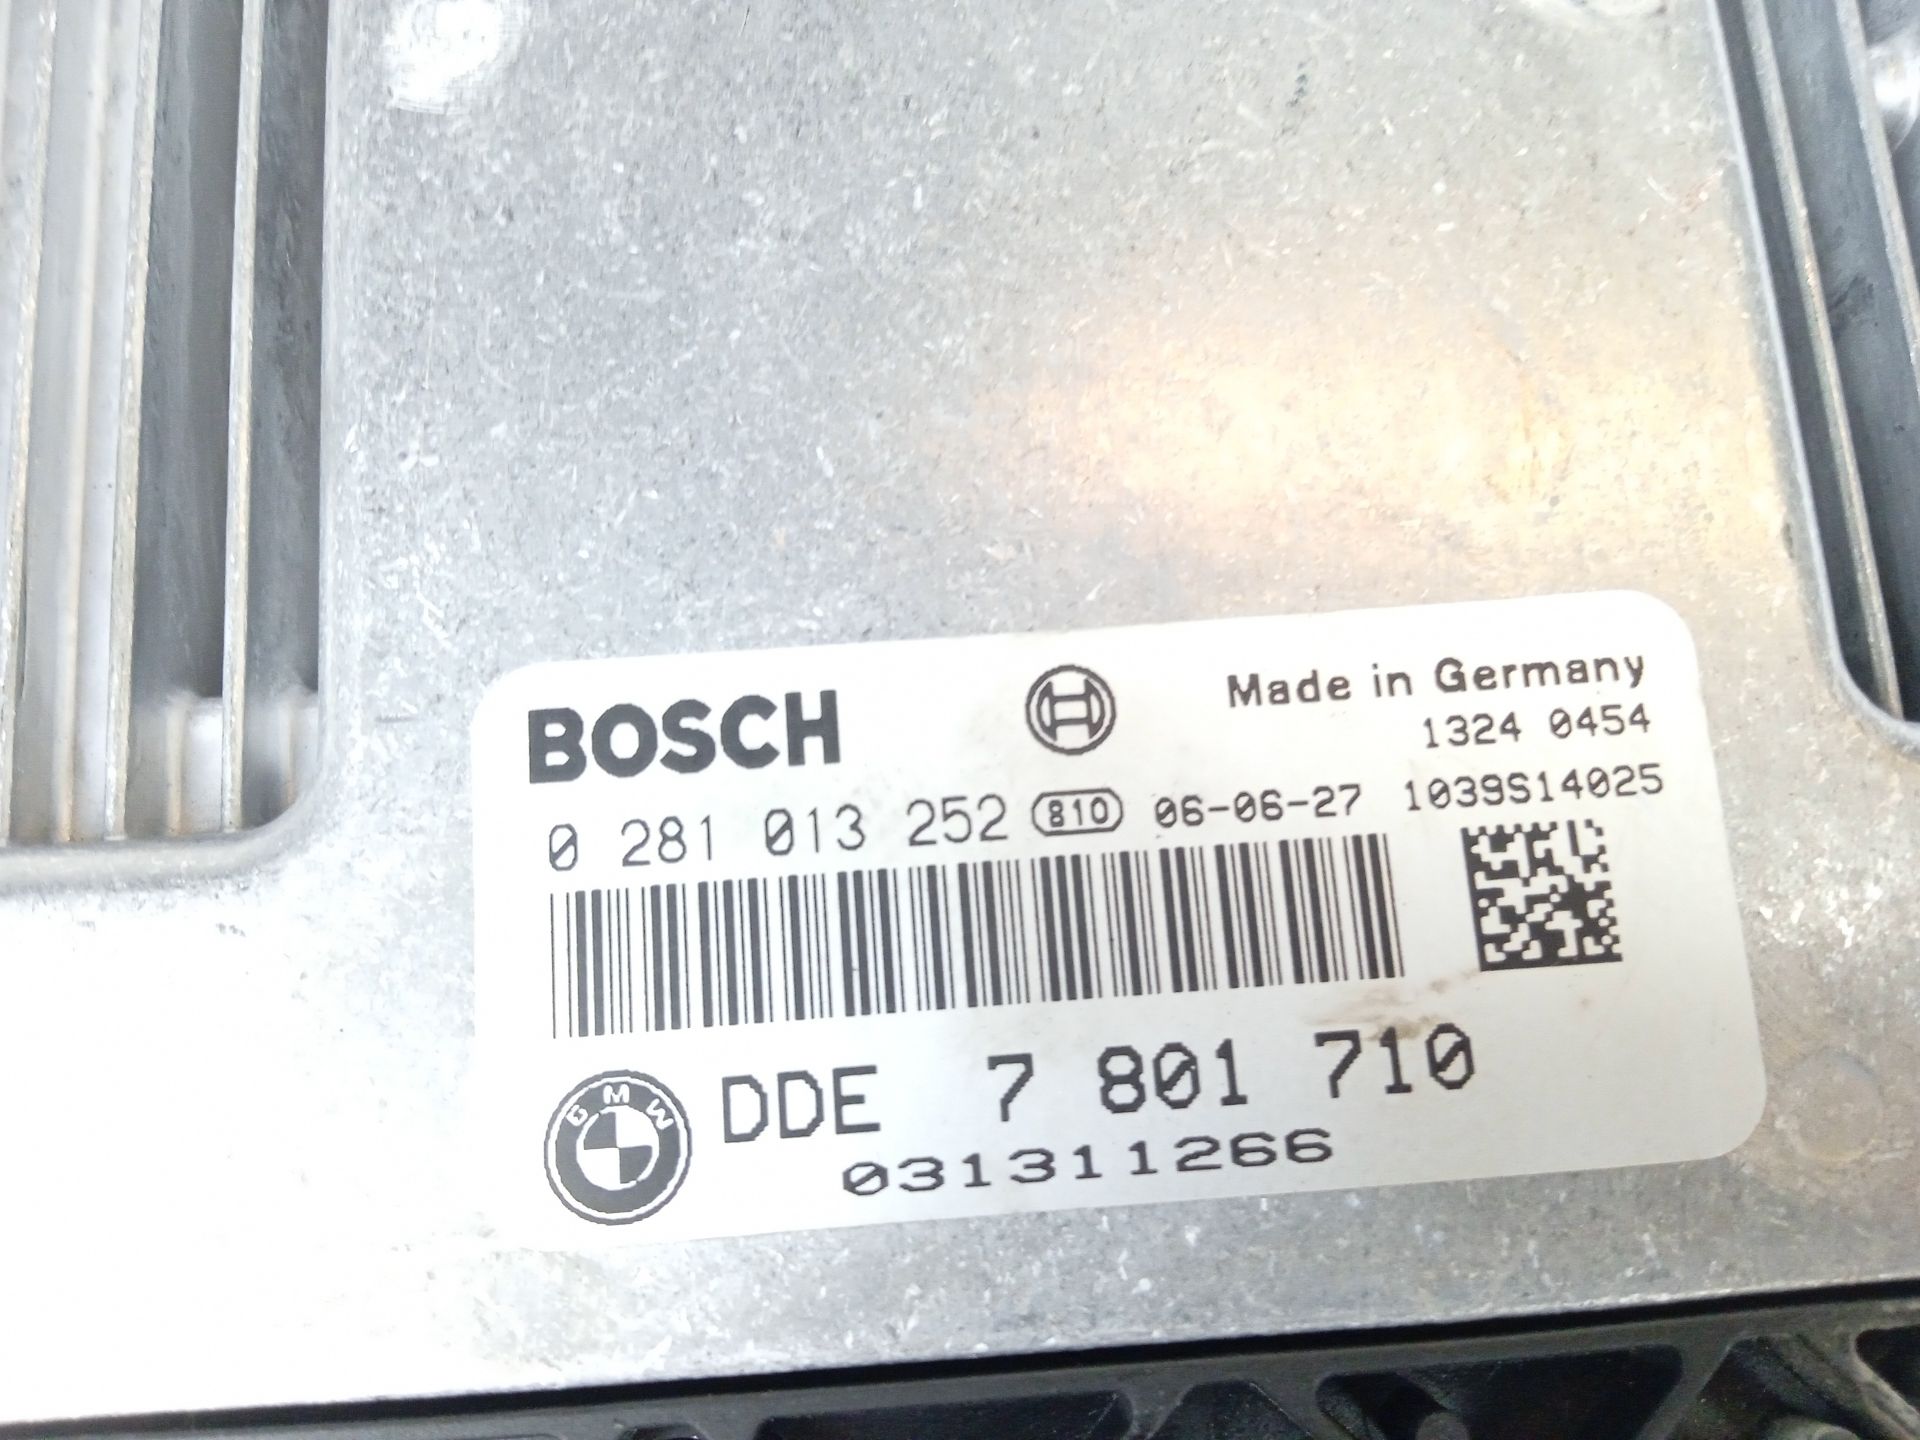 BOSCH
Made in Germany
1324 0454
0 281 013 252 810 06-06-27 1039S14025
BMW
DDE 7 801 710
031311266